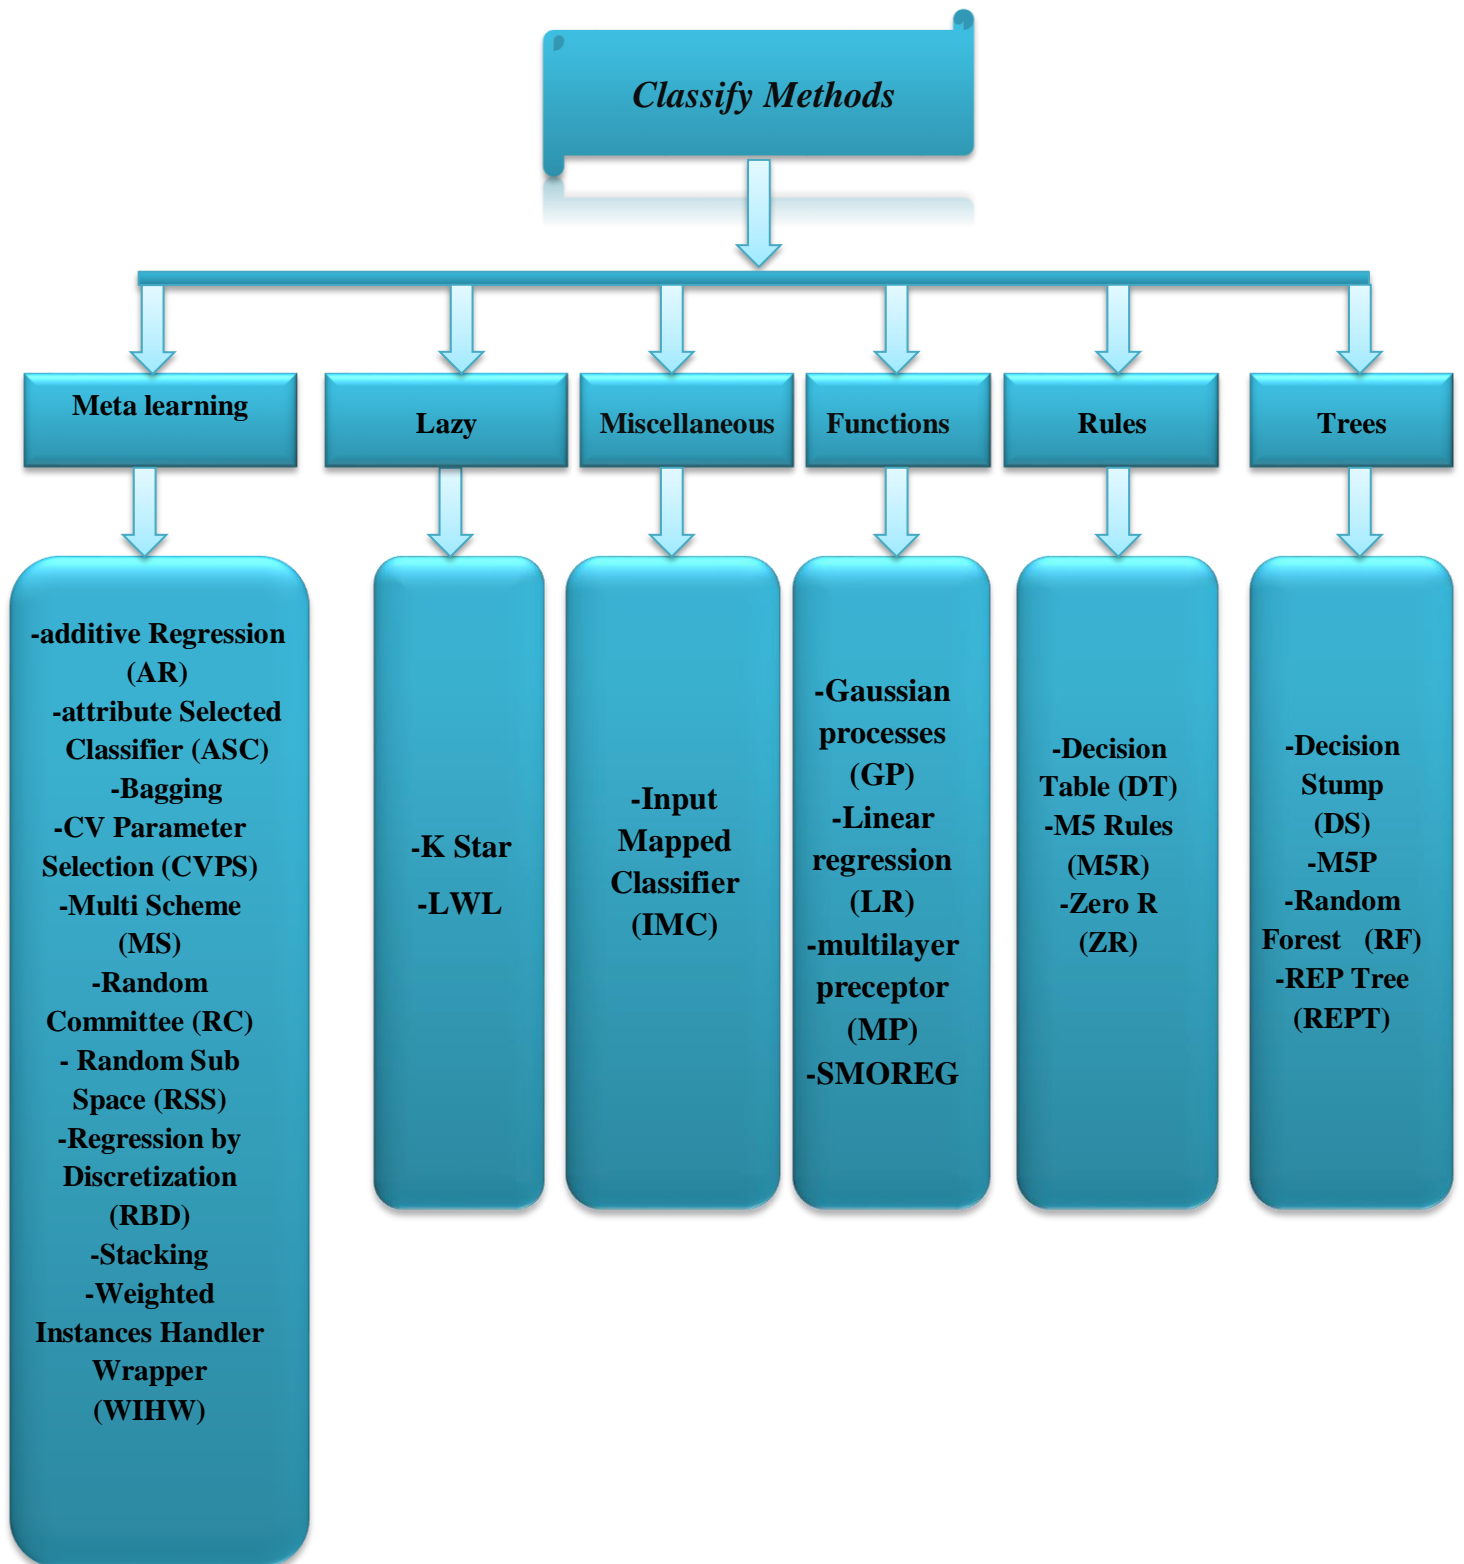 Classify Methods
Meta learning
Lazy
Miscellaneous
Functions
Rules
Trees
-additive Regression
(AR)
-attribute Selected
Classifier (ASC)
-Bagging
-CV Parameter
Selection (CVPS)
-Multi Scheme
(MS)
-Random
Committee (RC)
- Random Sub
Space (RSS)
-Regression by
Discretization
(RBD)
-Stacking
-Weighted
Instances Handler
Wrapper
(WIHW)
-K Star
-LWL
-Input
Mapped
Classifier
(IMC)
-Gaussian
processes
(GP)
-Linear
regression
(LR)
-multilayer
preceptor
(MP)
-SMOREG
-Decision
Table (DT)
-M5 Rules
(M5R)
-Zero R
(ZR)
-Decision
Stump
(DS)
-M5P
-Random
Forest (RF)
-REP Tree
(REPT)